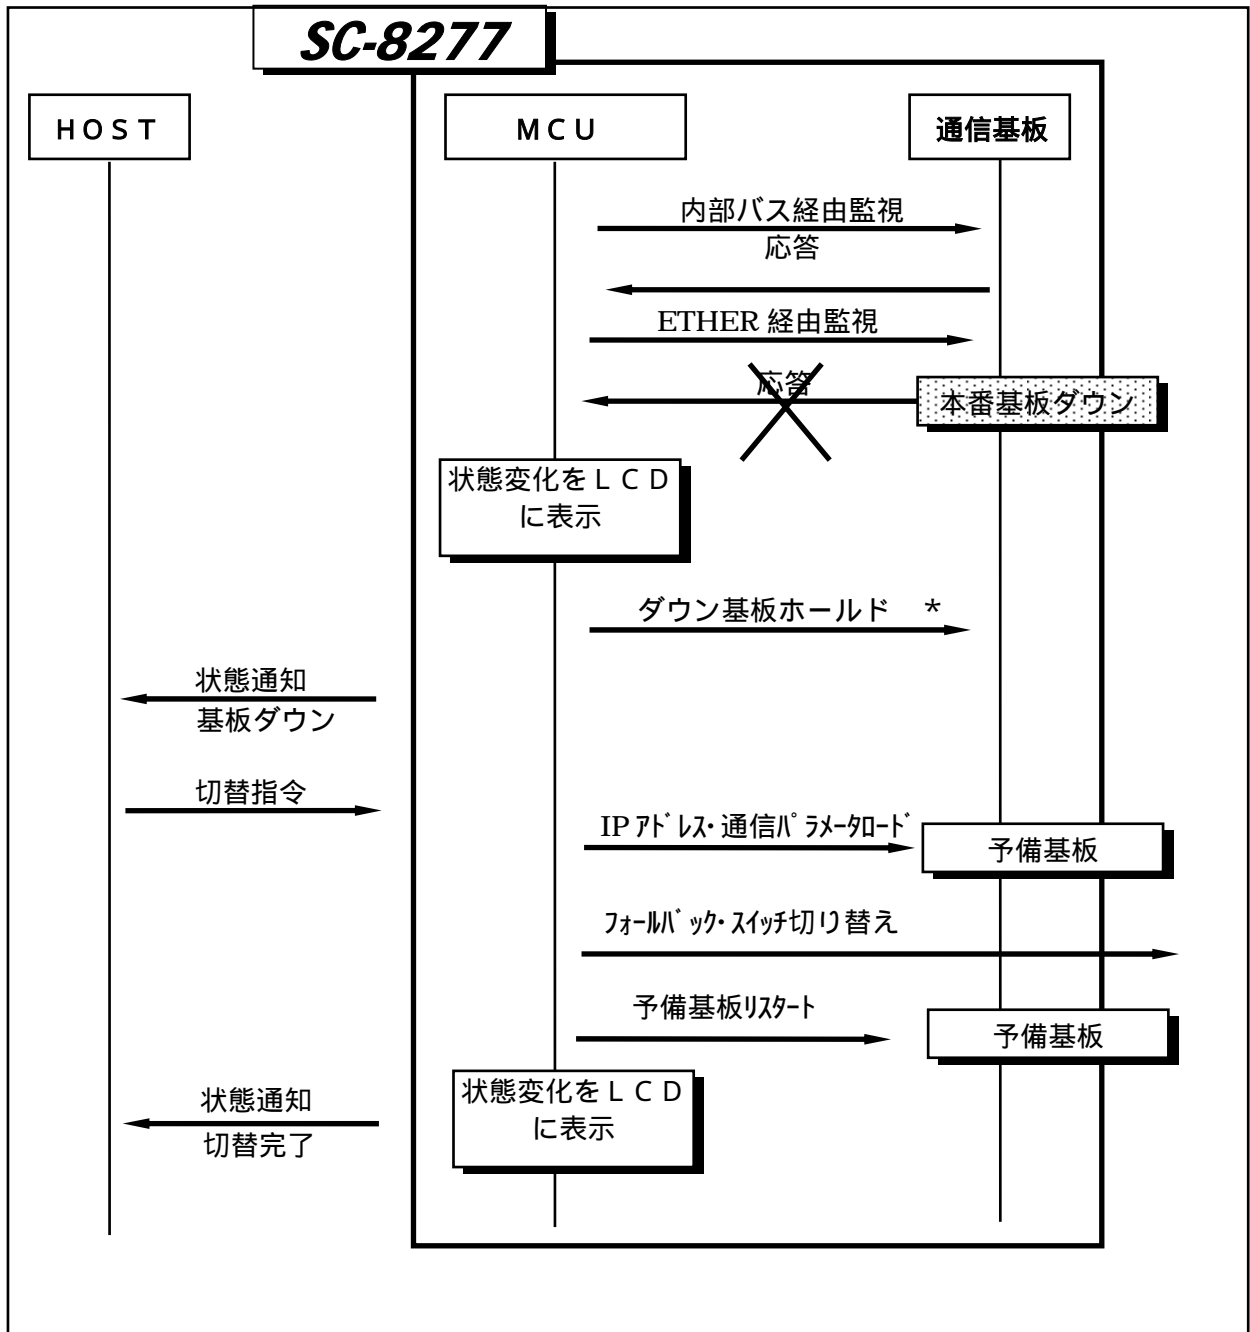 SC-8277
ＨＯＳＴ
ＭＣＵ
通信基板
内部バス経由監視
応答
ETHER 経由監視
応答
本番基板ダウン
状態変化をＬＣＤ
に表示
ダウン基板ホールド　＊
状態通知
基板ダウン
切替指令
IP ｱﾄﾞﾚｽ・通信ﾊﾟﾗﾒｰﾀﾛｰﾄﾞ
予備基板
ﾌｫｰﾙﾊﾞｯｸ・ｽｲｯﾁ切り替え
予備基板ﾘｽﾀｰﾄ
予備基板
状態変化をＬＣＤ
に表示
状態通知
切替完了